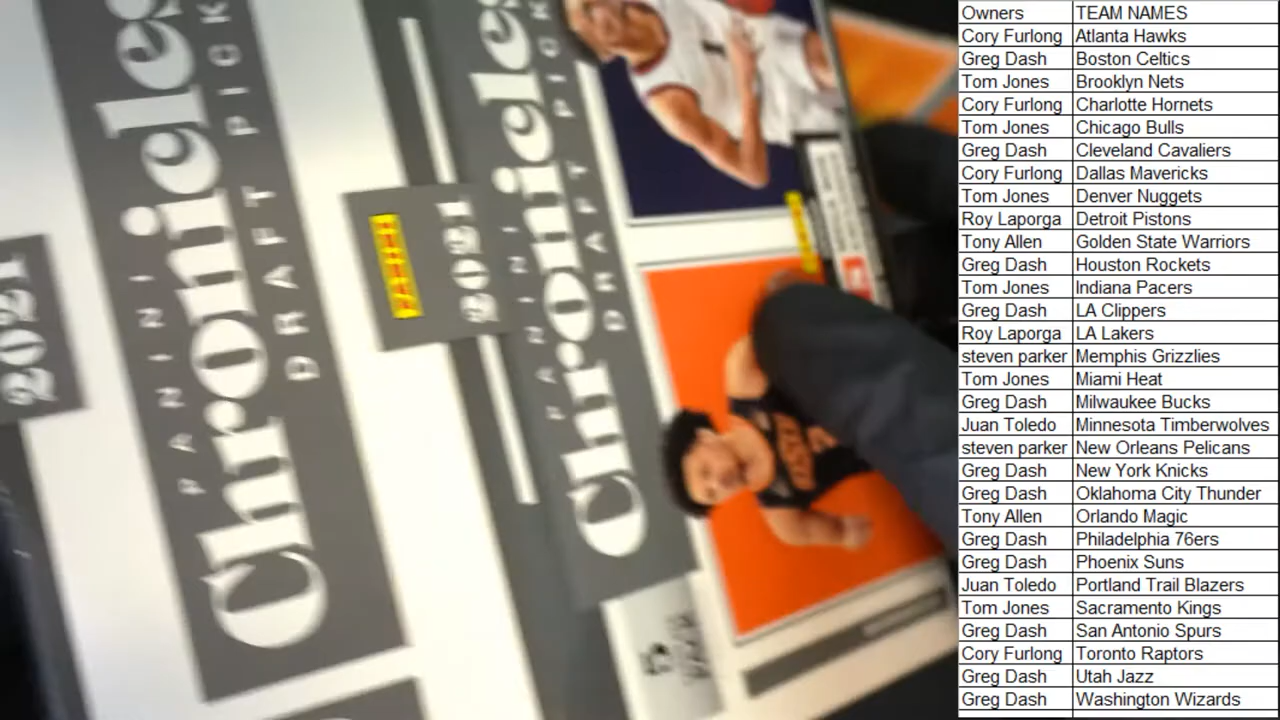 2021
PANINI
Chronicles
DRAFT PICK
PANINI
2021
PANINI
Chronicles
DRAFT PICK
OSU
5
Owners TEAM NAMES
Cory Furlong Atlanta Hawks
Greg Dash Boston Celtics
Tom Jones Brooklyn Nets
Cory Furlong Charlotte Hornets
Tom Jones Chicago Bulls
Greg Dash Cleveland Cavaliers
Cory Furlong Dallas Mavericks
Tom Jones Denver Nuggets
Roy Laporga Detroit Pistons
Tony Allen Golden State Warriors
Greg Dash Houston Rockets
Tom Jones Indiana Pacers
Greg Dash LA Clippers
Roy Laporga LA Lakers
steven parker Memphis Grizzlies
Tom Jones Miami Heat
Greg Dash Milwaukee Bucks
Juan Toledo Minnesota Timberwolves
steven parker New Orleans Pelicans
Greg Dash New York Knicks
Greg Dash Oklahoma City Thunder
Tony Allen Orlando Magic
Greg Dash Philadelphia 76ers
Greg Dash Phoenix Suns
Juan Toledo Portland Trail Blazers
Tom Jones Sacramento Kings
Greg Dash San Antonio Spurs
Cory Furlong Toronto Raptors
Greg Dash Utah Jazz
Greg Dash Washington Wizards